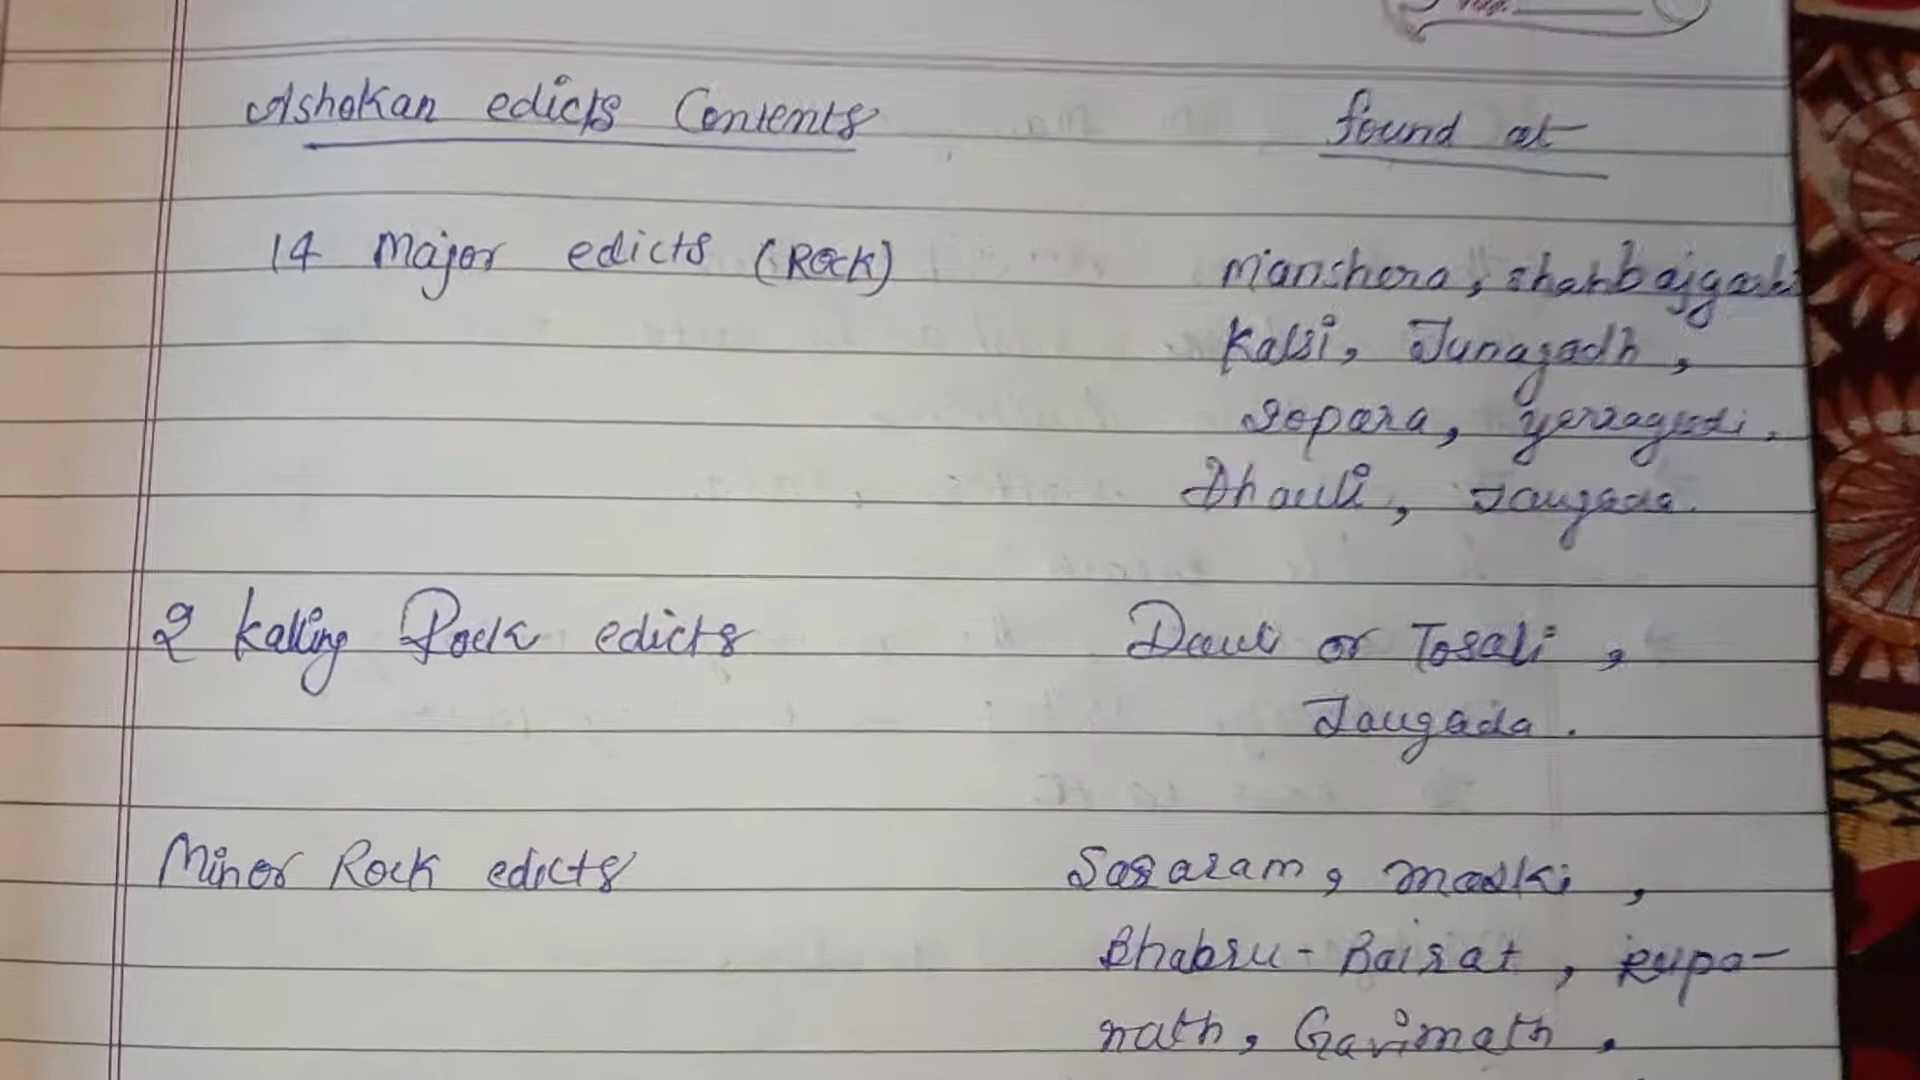 Ashokan edicts Contents found at
14 Major edicts (Rock) Manshera, Shahbajgarhi
Kalsi, Junagadh,
Sopara, Yerragudi,
Dhauli, Jaugada.
2 Kaling Rock edicts Dauli or Tosali,
Jaugada.
Minor Rock edicts Sasaram, Maski,
Bhabru-Bairat, Rupa-
nath, Gavimath,